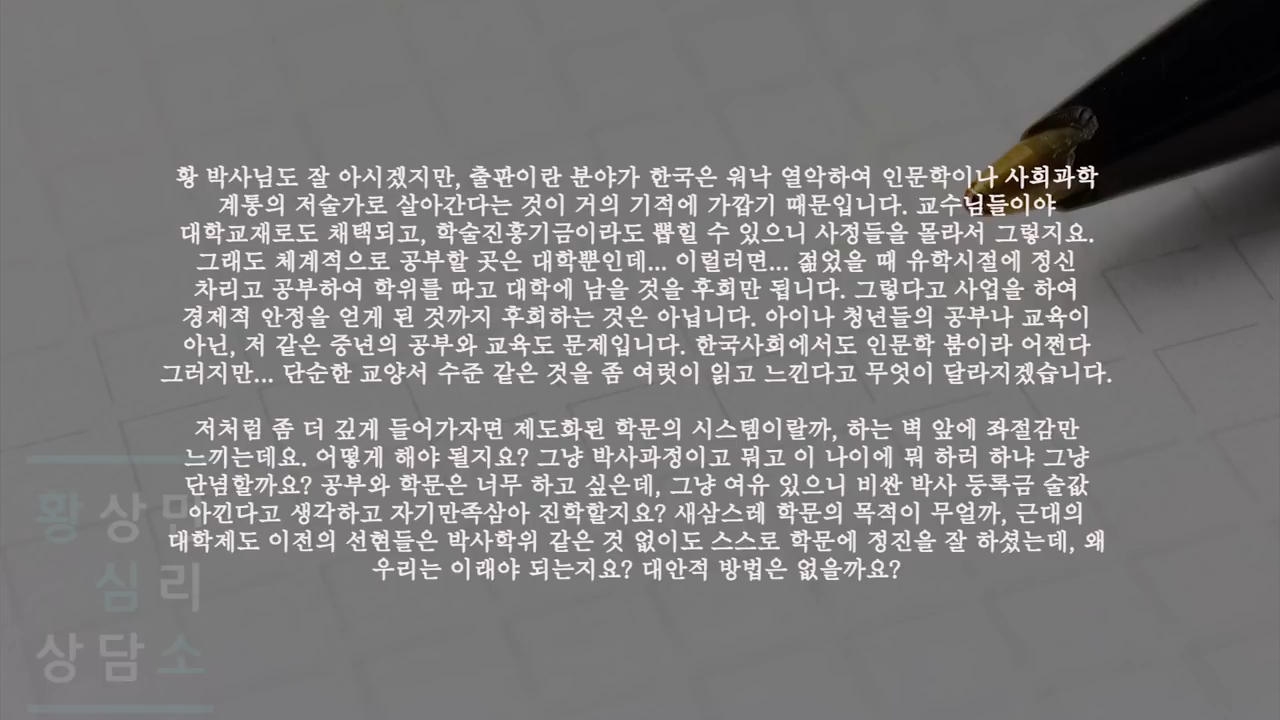 황 박사님도 잘 아시겠지만, 출판이란 분야가 한국은 워낙 열악하여 인문학이나 사회과학
계통의 저술가로 살아간다는 것이 거의 기적에 가깝기 때문입니다. 교수님들이야
대학교재로도 채택되고, 학술진흥기금이라도 뽑힐 수 있으니 사정들을 몰라서 그렇지요.
그래도 체계적으로 공부할 곳은 대학뿐인데... 이럴러면... 젊었을 때 유학시절에 정신
차리고 공부하여 학위를 따고 대학에 남을 것을 후회만 됩니다. 그렇다고 사업을 하여
경제적 안정을 얻게 된 것까지 후회하는 것은 아닙니다. 아이나 청년들의 공부나 교육이
아닌, 저 같은 중년의 공부와 교육도 문제입니다. 한국사회에서도 인문학 붐이라 어쩐다
그러지만... 단순한 교양서 수준 같은 것을 좀 여럿이 읽고 느낀다고 무엇이 달라지겠습니다.
저처럼 좀 더 깊게 들어가자면 제도화된 학문의 시스템이랄까, 하는 벽 앞에 좌절감만
느끼는데요. 어떻게 해야 될지요? 그냥 박사과정이고 뭐고 이 나이에 뭐 하러 하냐 그냥
단념할까요? 공부와 학문은 너무 하고 싶은데, 그냥 여유 있으니 비싼 박사 등록금 술값
아낀다고 생각하고 자기만족삼아 진학할지요? 새삼스레 학문의 목적이 무얼까, 근대의
대학제도 이전의 선현들은 박사학위 같은 것 없이도 스스로 학문에 정진을 잘 하셨는데, 왜
우리는 이래야 되는지요? 대안적 방법은 없을까요?
황상민
심리
상담소